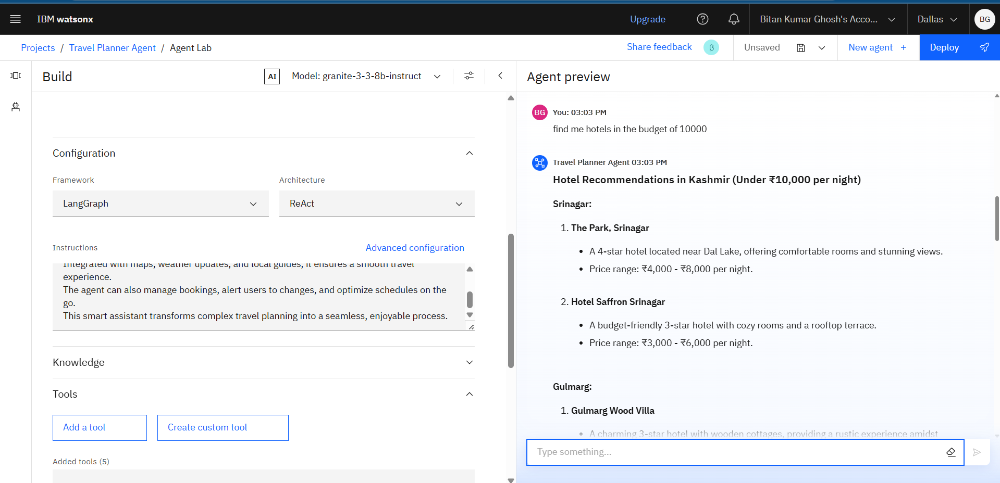 IBM watsonx
Upgrade
Bitan Kumar Ghosh's Acco...
Dallas
BG
Projects / Travel Planner Agent / Agent Lab
Share feedback
β
Unsaved
New agent +
Deploy
Build
AI
Model: granite-3-3-8b-instruct
Configuration
Framework
Architecture
LangGraph
ReAct
Instructions
Advanced configuration
Integrated with maps, weather updates, and local guides, it ensures a smooth travel
experience.
The agent can also manage bookings, alert users to changes, and optimize schedules on the
go.
This smart assistant transforms complex travel planning into a seamless, enjoyable process.
Knowledge
Tools
Add a tool
Create custom tool
Added tools (5)
Agent preview
BG
You: 03:03 PM
find me hotels in the budget of 10000
Travel Planner Agent 03:03 PM
Hotel Recommendations in Kashmir (Under ₹10,000 per night)
Srinagar:
1. The Park, Srinagar
• A 4-star hotel located near Dal Lake, offering comfortable rooms and stunning views.
• Price range: ₹4,000 - ₹8,000 per night.
2. Hotel Saffron Srinagar
• A budget-friendly 3-star hotel with cozy rooms and a rooftop terrace.
• Price range: ₹3,000 - ₹6,000 per night.
Gulmarg:
1. Gulmarg Wood Villa
• A charming 3-star hotel with wooden cottages, providing a rustic experience amidst
Type something...